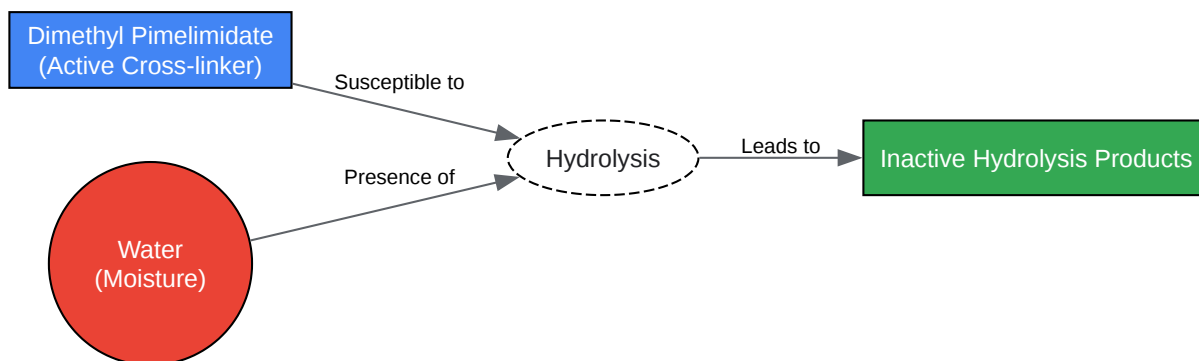 Dimethyl Pimelimidate
(Active Cross-linker)
Susceptible to
Hydrolysis
Leads to
Inactive Hydrolysis Products
Presence of
Water
(Moisture)